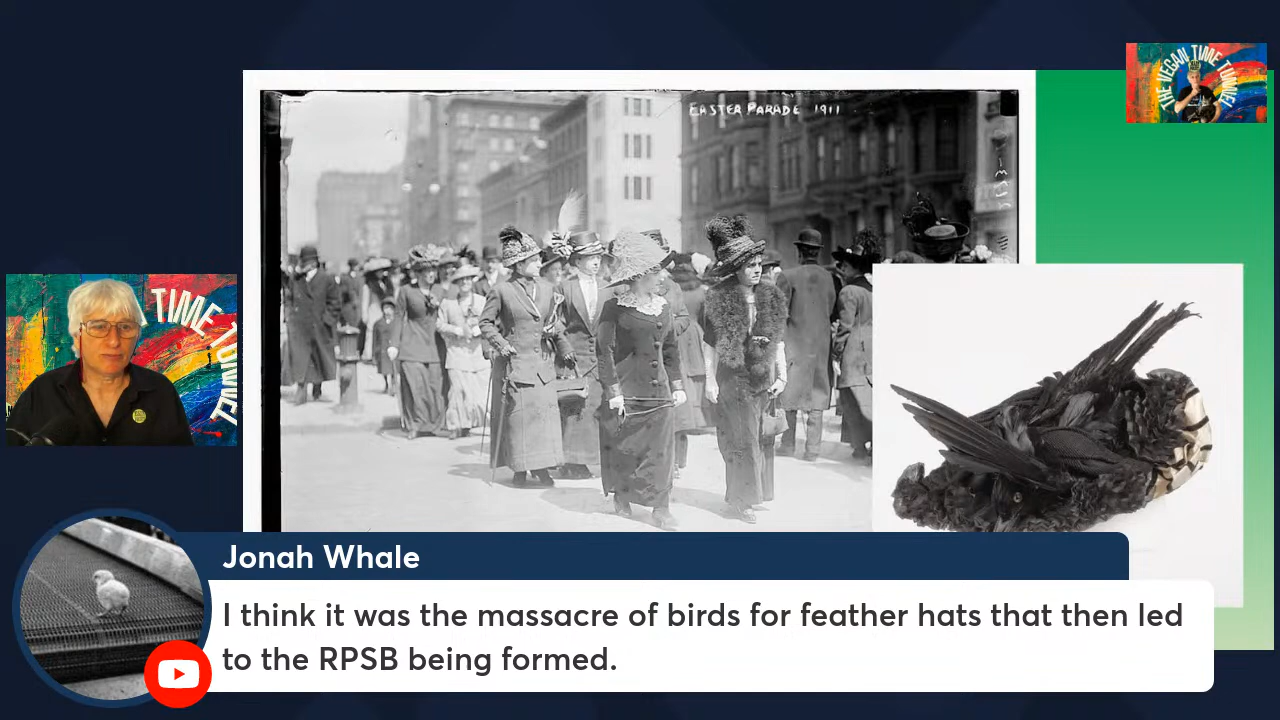 THE VEGAN TIME TUNNEL
EASTER PARADE 1911
TIME TUNNEL
Jonah Whale
I think it was the massacre of birds for feather hats that then led
to the RPSB being formed.